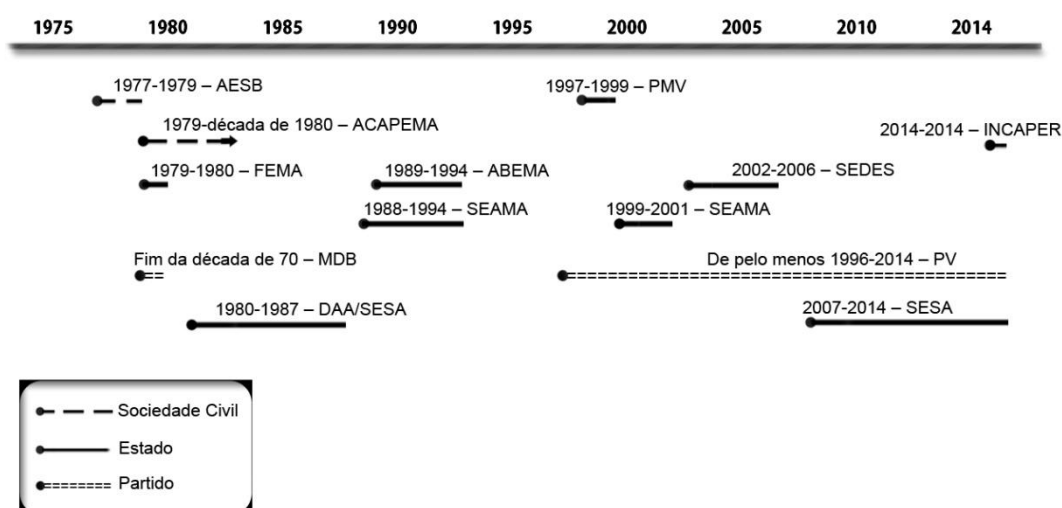 1975 1980 1985 1990 1995 2000 2005 2010 2014
1977-1979 – AESB 1997-1999 – PMV
1979-década de 1980 – ACAPEMA 2014-2014 – INCAPER
1979-1980 – FEMA 1989-1994 – ABEMA 2002-2006 – SEDES
1988-1994 – SEAMA 1999-2001 – SEAMA
Fim da década de 70 – MDB De pelo menos 1996-2014 – PV
1980-1987 – DAA/SESA 2007-2014 – SESA
Sociedade Civil
Estado
Partido